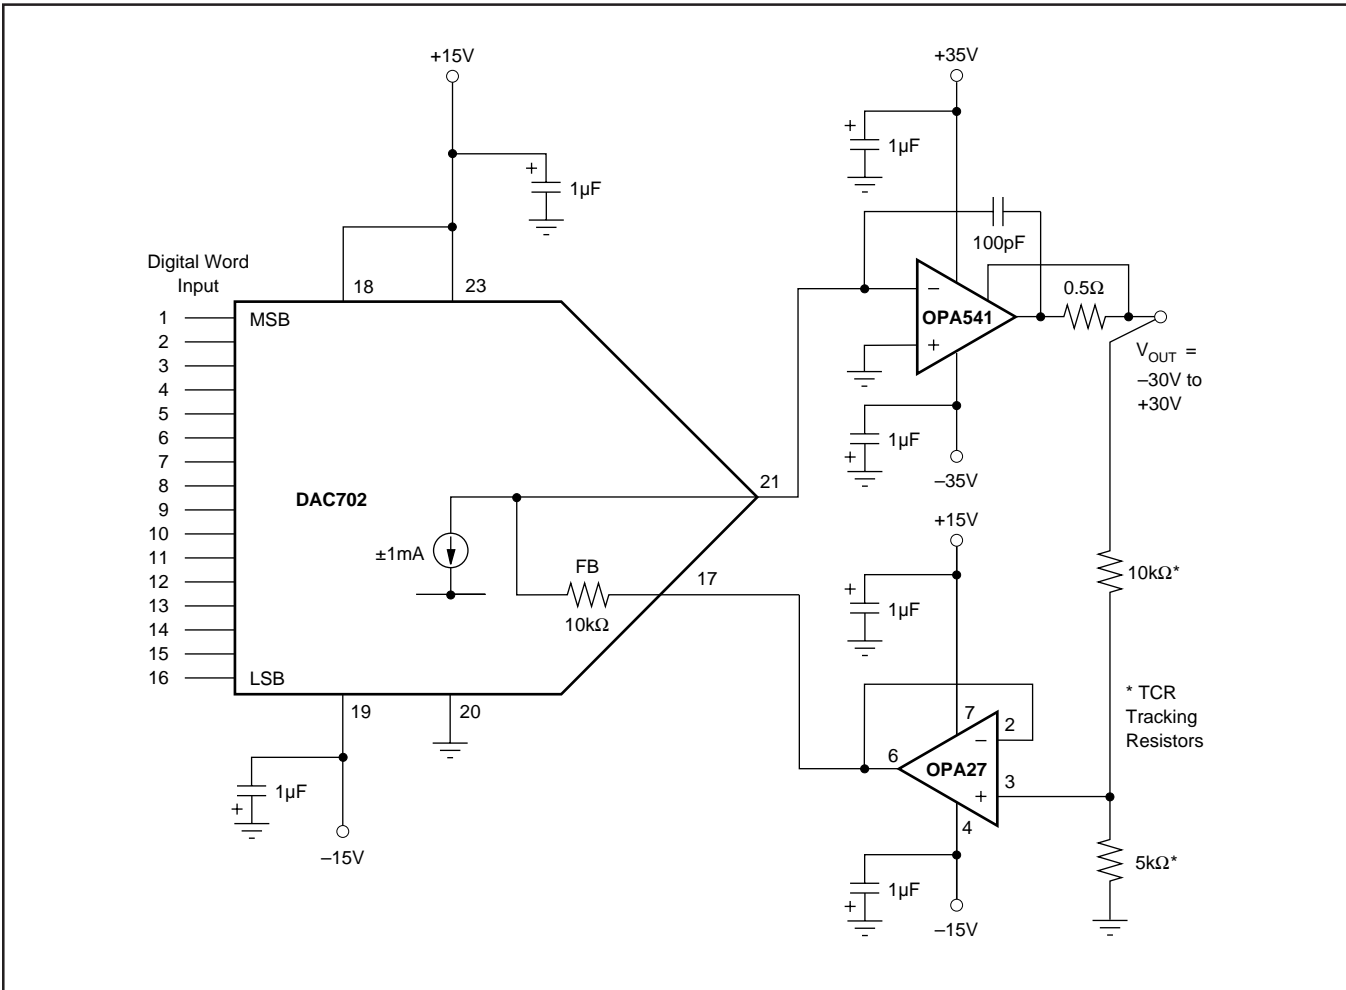 +15V
+
1µF
Digital Word
Input
18
23
1
2
3
4
5
6
7
8
9
10
11
12
13
14
15
16
MSB
DAC702
±1mA
FB
10kΩ
LSB
21
17
19
20
1µF
+
–15V
+35V
+
1µF
100pF
–
OPA541
+
0.5Ω
V_OUT =
–30V to
+30V
1µF
+
–35V
+15V
+
1µF
10kΩ*
* TCR
Tracking
Resistors
7
2
–
6
OPA27
3
+
4
5kΩ*
1µF
+
–15V